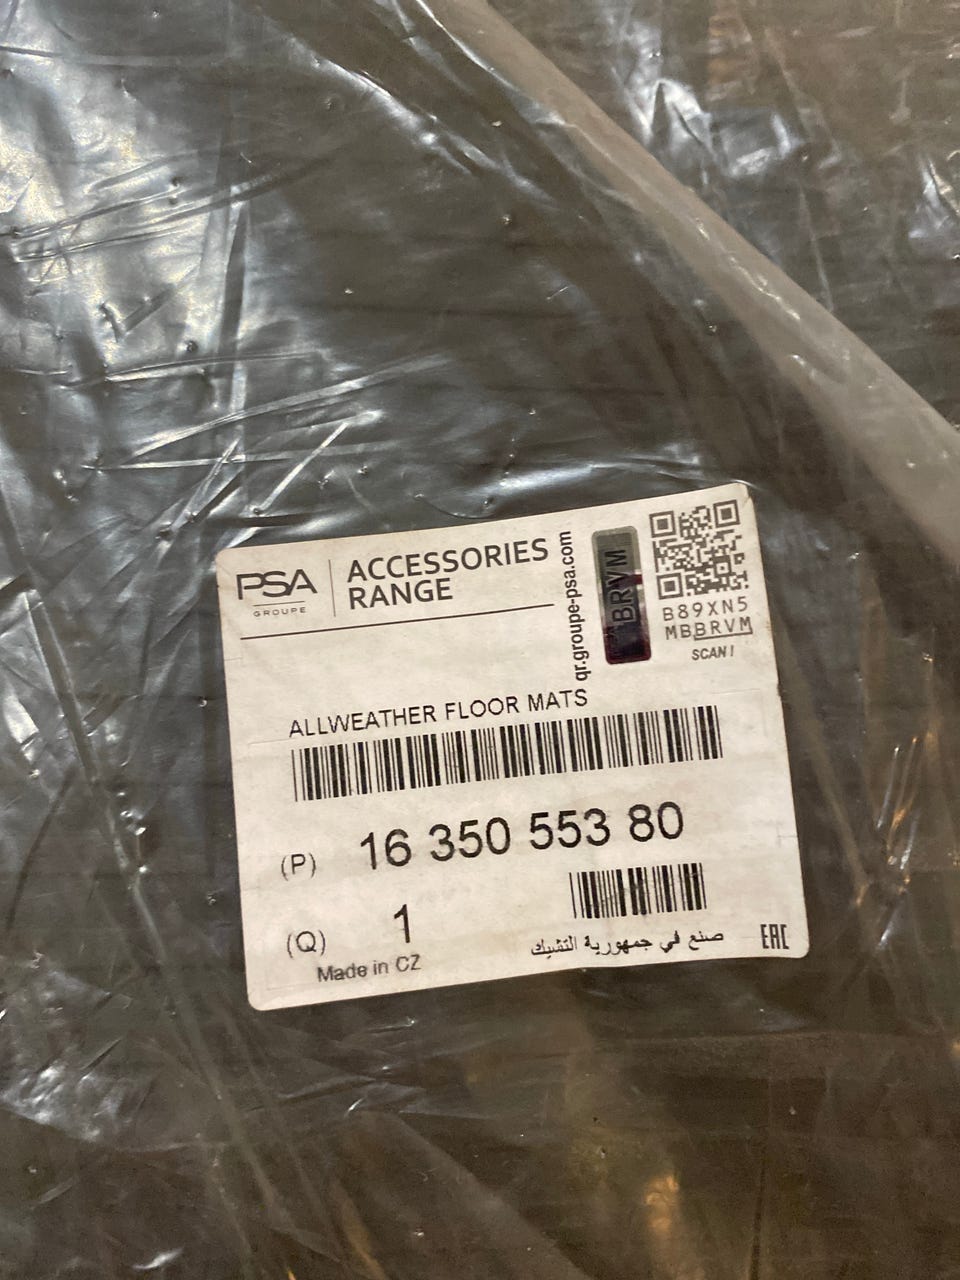 PSA
GROUPE
ACCESSORIES
RANGE
qr.groupe-psa.com
BRVM
B89XN5
MBBRVM
SCAN!
ALLWEATHER FLOOR MATS
(P) 16 350 553 80
(Q) 1
Made in CZ
صنع في جمهورية التشيك
EAC